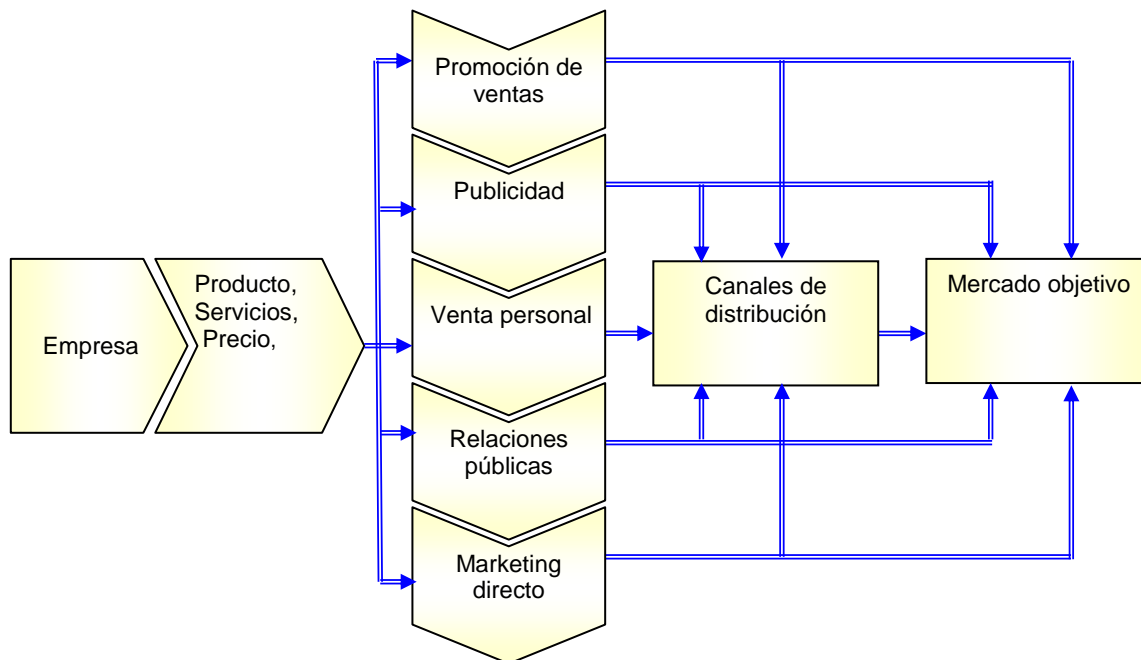 Promoción de
ventas
Publicidad
Producto,
Servicios,
Precio,
Canales de
distribución
Mercado objetivo
Venta personal
Empresa
Relaciones
públicas
Marketing
directo